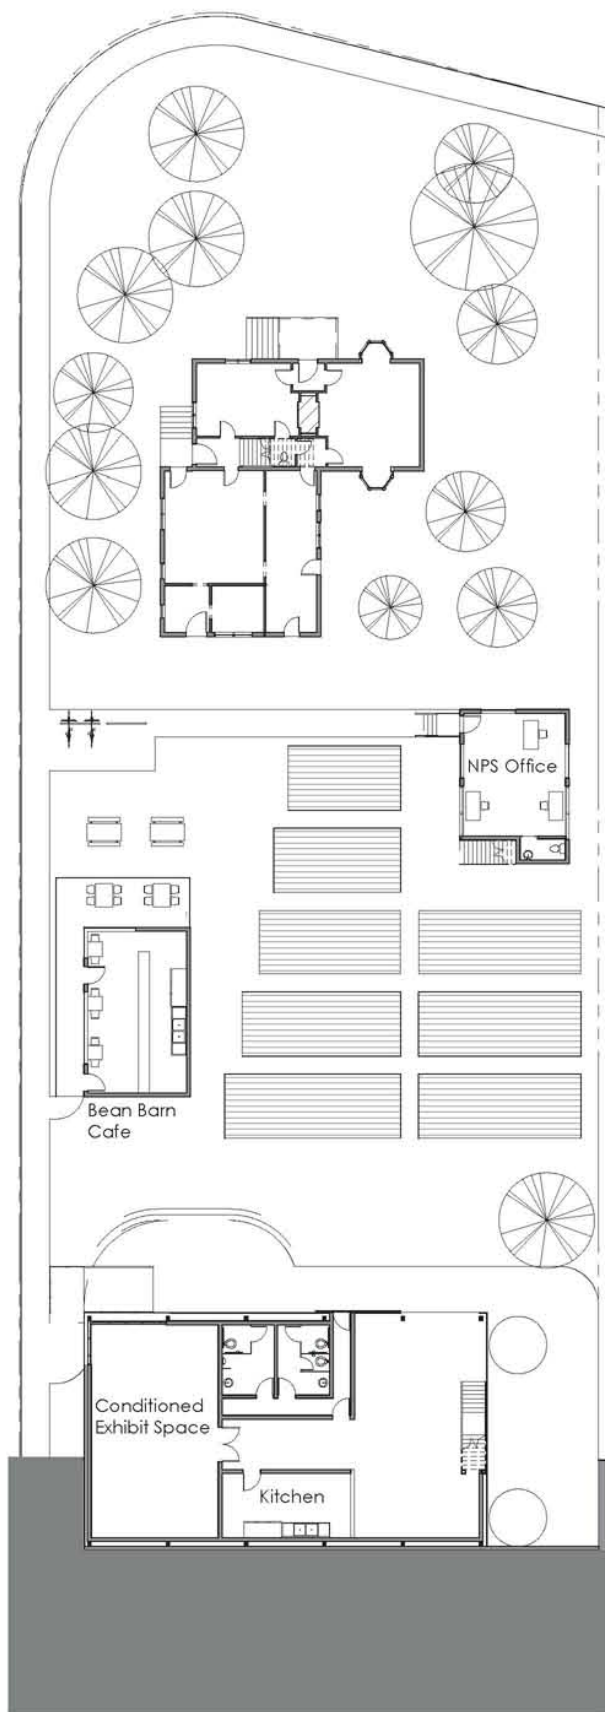 NPS Office
Bean Barn
Cafe
Conditioned
Exhibit Space
Kitchen